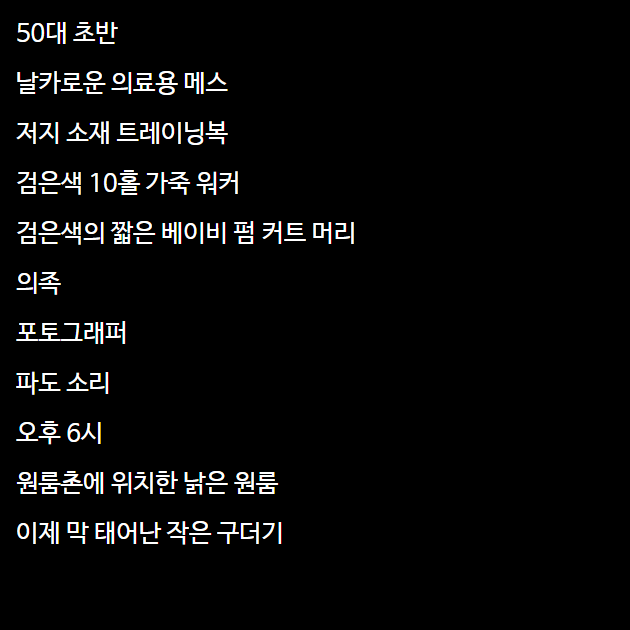 50대 초반
날카로운 의료용 메스
저지 소재 트레이닝복
검은색 10홀 가죽 워커
검은색의 짧은 베이비 펌 커트 머리
의족
포토그래퍼
파도 소리
오후 6시
원룸촌에 위치한 낡은 원룸
이제 막 태어난 작은 구더기